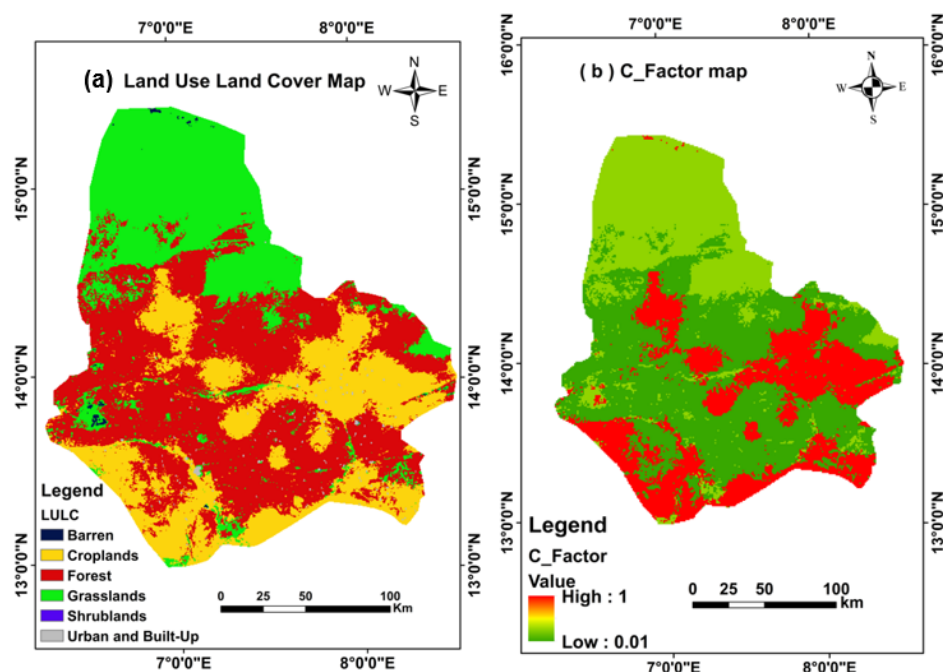 7°0'0"E 8°0'0"E
(a) Land Use Land Cover Map
N
W E
S
15°0'0"N
14°0'0"N
13°0'0"N
15°0'0"N
14°0'0"N
13°0'0"N
Legend
LULC
Barren
Croplands
Forest
Grasslands
Shrublands
Urban and Built-Up
0 25 50 100
Km
7°0'0"E 8°0'0"E
7°0'0"E 8°0'0"E
( b ) C_Factor map
N
W E
S
16°0'0"N
15°0'0"N
14°0'0"N
13°0'0"N
16°0'0"N
15°0'0"N
14°0'0"N
13°0'0"N
Legend
C_Factor
Value
High : 1
Low : 0.01
0 25 50 100
km
7°0'0"E 8°0'0"E